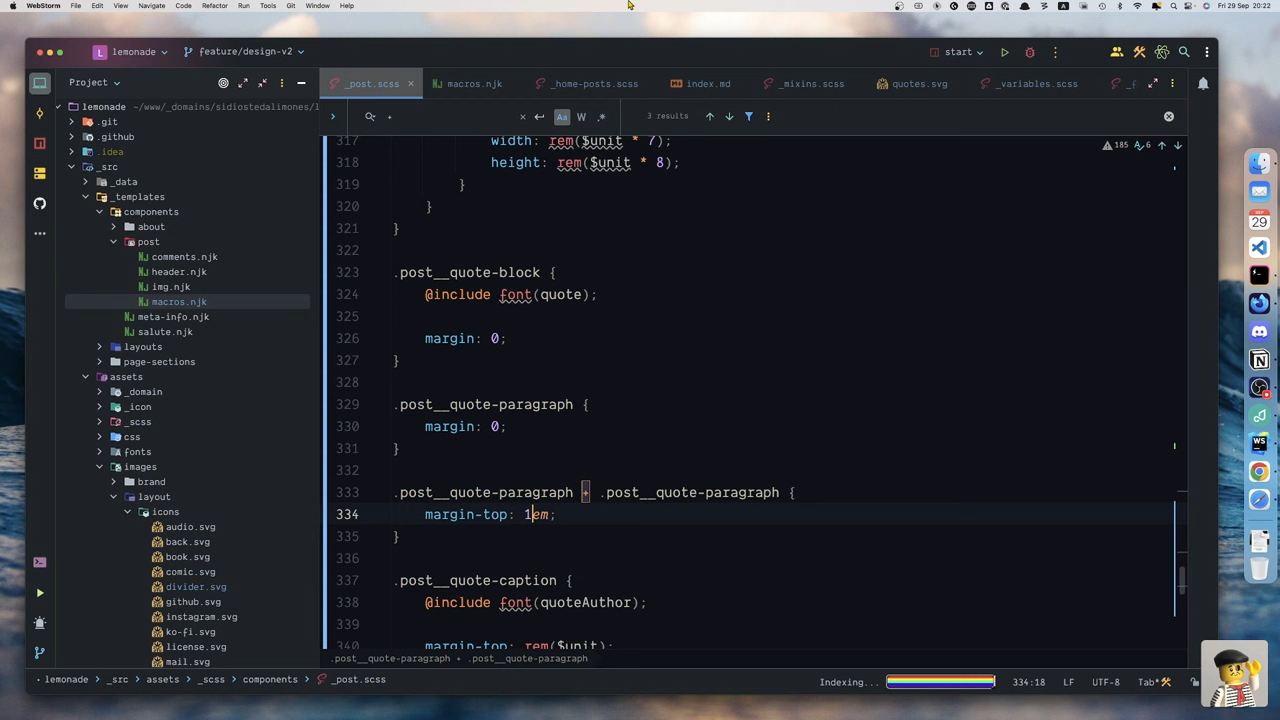 WebStorm File Edit View Navigate Code Refactor Run Tools Git Window Help
Fri 29 Sep 20:22
L lemonade feature/design-v2 start
Project
_post.scss macros.njk _home-posts.scss index.md _mixins.scss quotes.svg _variables.scss
lemonade ~/www/_domains/sidiostedalimones/l
.git
.github
.idea
_src
_data
_templates
components
about
post
comments.njk
header.njk
img.njk
macros.njk
meta-info.njk
salute.njk
layouts
page-sections
assets
_domain
_icon
_scss
css
fonts
images
brand
layout
icons
audio.svg
back.svg
book.svg
comic.svg
divider.svg
github.svg
instagram.svg
ko-fi.svg
license.svg
mail.svg
+ Aa W .* 3 results
185 6
317 width: rem($unit * 7);
318 height: rem($unit * 8);
319 }
320 }
321 }
322
323 .post__quote-block {
324 @include font(quote);
326 margin: 0;
327 }
328
329 .post__quote-paragraph {
330 margin: 0;
331 }
332
333 .post__quote-paragraph + .post__quote-paragraph {
334 margin-top: 1em;
335 }
336
337 .post__quote-caption {
338 @include font(quoteAuthor);
339
340 margin-top: rem($unit);
.post__quote-paragraph + .post__quote-paragraph
lemonade > _src > assets > _scss > components > _post.scss
Indexing... 334:18 LF UTF-8 Tab*
SEP
29
WS